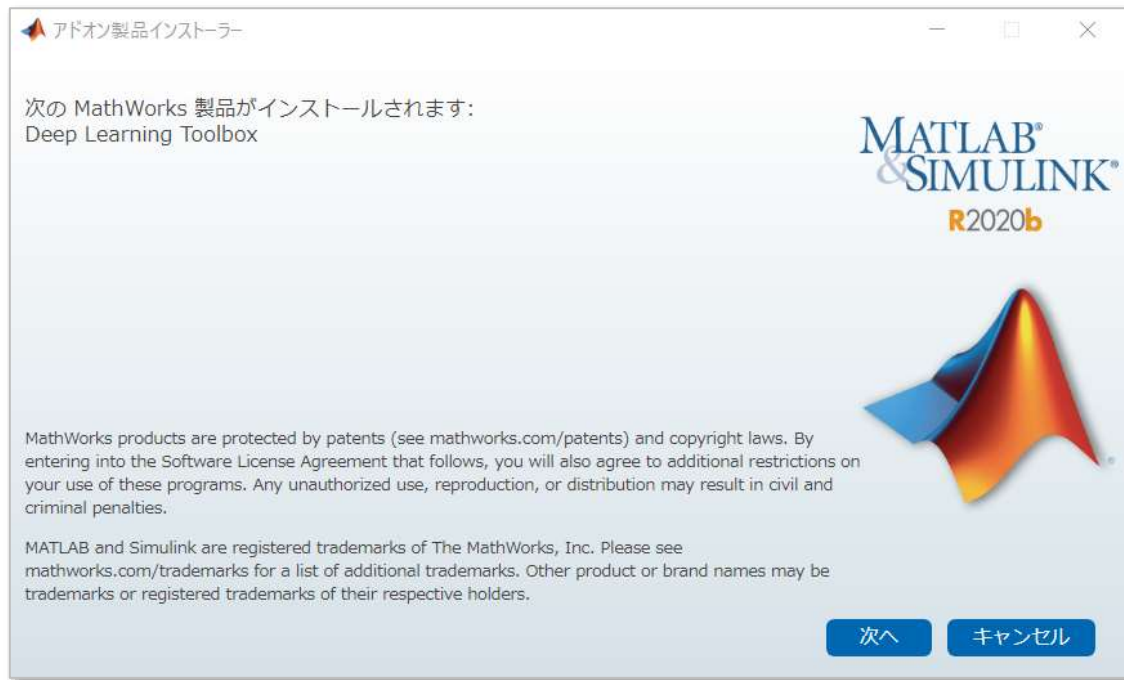 アドオン製品インストーラー
次の MathWorks 製品がインストールされます:
Deep Learning Toolbox
MATLAB®
&SIMULINK®
R2020b
®
MathWorks products are protected by patents (see mathworks.com/patents) and copyright laws. By
entering into the Software License Agreement that follows, you will also agree to additional restrictions on
your use of these programs. Any unauthorized use, reproduction, or distribution may result in civil and
criminal penalties.
MATLAB and Simulink are registered trademarks of The MathWorks, Inc. Please see
mathworks.com/trademarks for a list of additional trademarks. Other product or brand names may be
trademarks or registered trademarks of their respective holders.
次へ
キャンセル